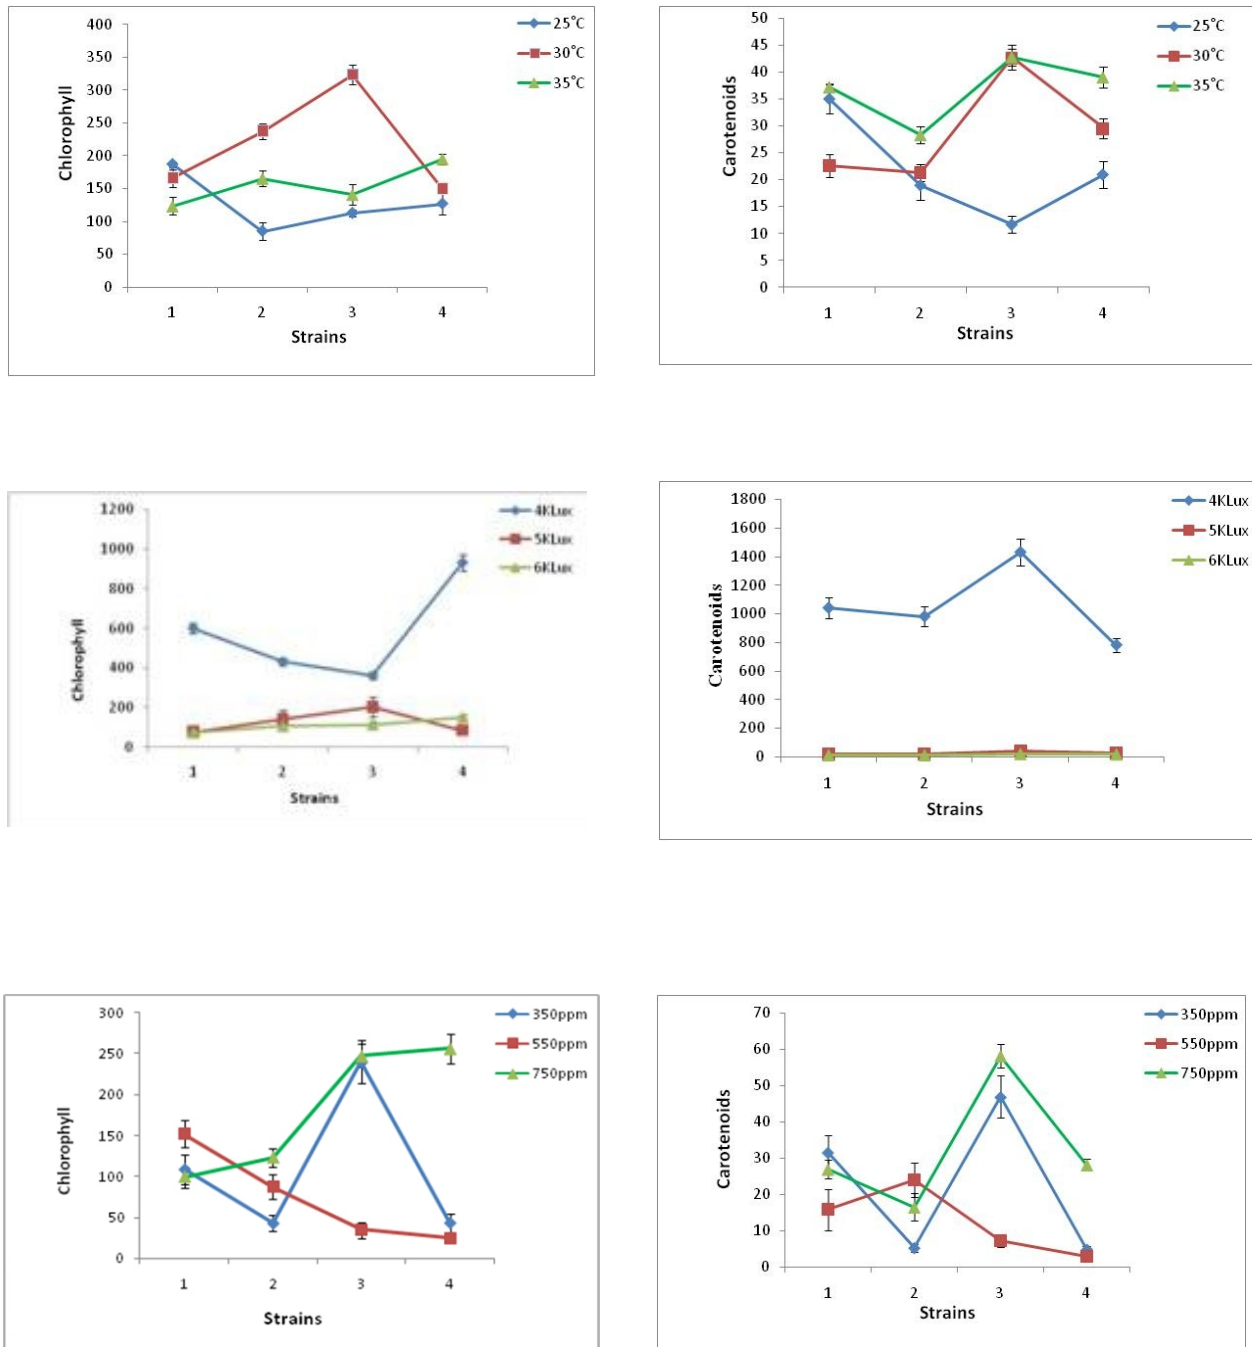 400
350
300
250
200
150
100
50
0
Chlorophyll
1 2 3 4
Strains
25°C
30°C
35°C
50
45
40
35
30
25
20
15
10
5
0
Carotenoids
1 2 3 4
Strains
25°C
30°C
35°C
1200
1000
800
600
400
200
0
Chlorophyll
1 2 3 4
Strains
4KLux
5KLux
6KLux
1800
1600
1400
1200
1000
800
600
400
200
0
Carotenoids
1 2 3 4
Strains
4KLux
5KLux
6KLux
300
250
200
150
100
50
0
Chlorophyll
1 2 3 4
Strains
350ppm
550ppm
750ppm
70
60
50
40
30
20
10
0
Carotenoids
1 2 3 4
Strains
350ppm
550ppm
750ppm